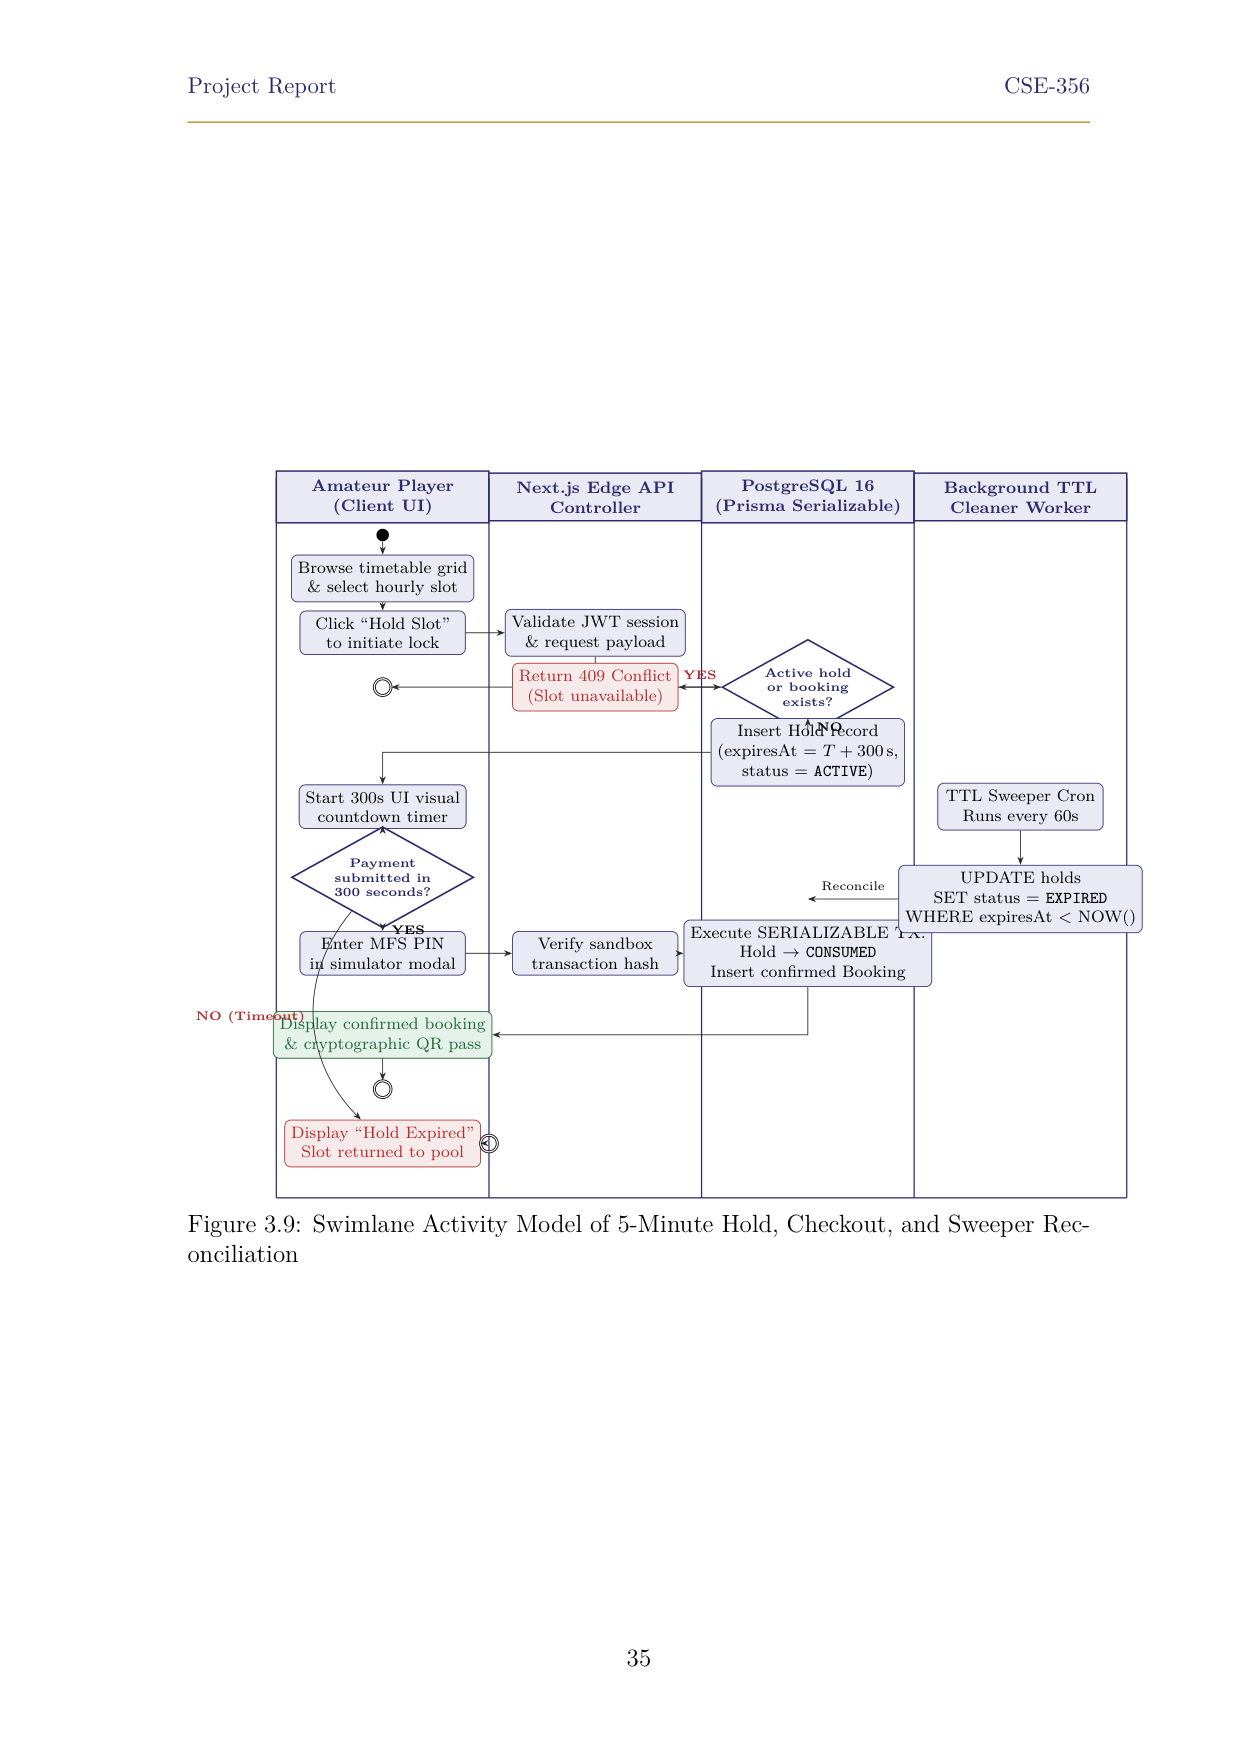 Project Report
CSE-356
Amateur Player
(Client UI)
Next.js Edge API
Controller
PostgreSQL 16
(Prisma Serializable)
Background TTL
Cleaner Worker
Browse timetable grid
& select hourly slot
Click “Hold Slot”
to initiate lock
Validate JWT session
& request payload
Return 409 Conflict
(Slot unavailable)
YES
Active hold
or booking
exists?
NO
Insert Hold record
(expiresAt = T + 300 s,
status = ACTIVE)
Start 300s UI visual
countdown timer
TTL Sweeper Cron
Runs every 60s
Payment
submitted in
300 seconds?
Reconcile
UPDATE holds
SET status = EXPIRED
WHERE expiresAt < NOW()
YES
Enter MFS PIN
in simulator modal
Verify sandbox
transaction hash
Execute SERIALIZABLE TX:
Hold → CONSUMED
Insert confirmed Booking
NO (Timeout)
Display confirmed booking
& cryptographic QR pass
Display “Hold Expired”
Slot returned to pool
Figure 3.9: Swimlane Activity Model of 5-Minute Hold, Checkout, and Sweeper Rec-
onciliation
35